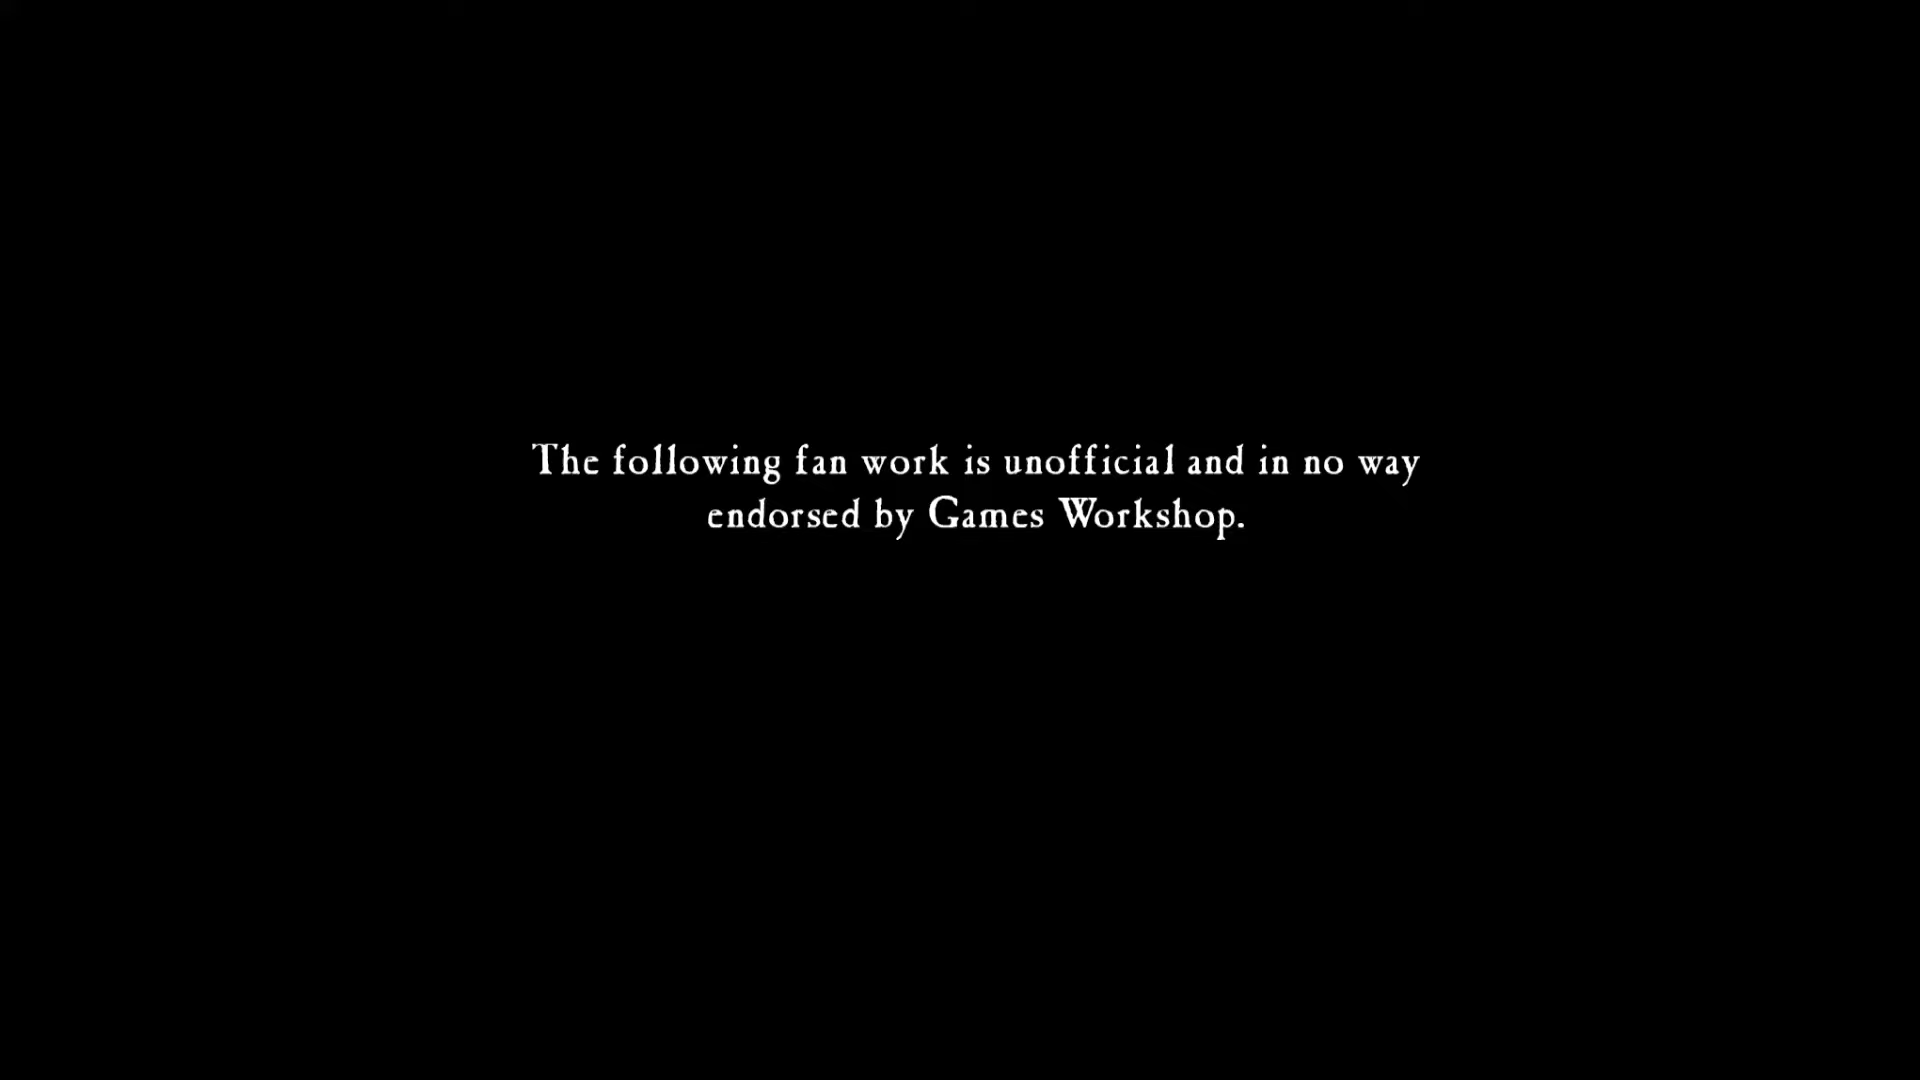 The following fan work is unofficial and in no way
endorsed by Games Workshop.